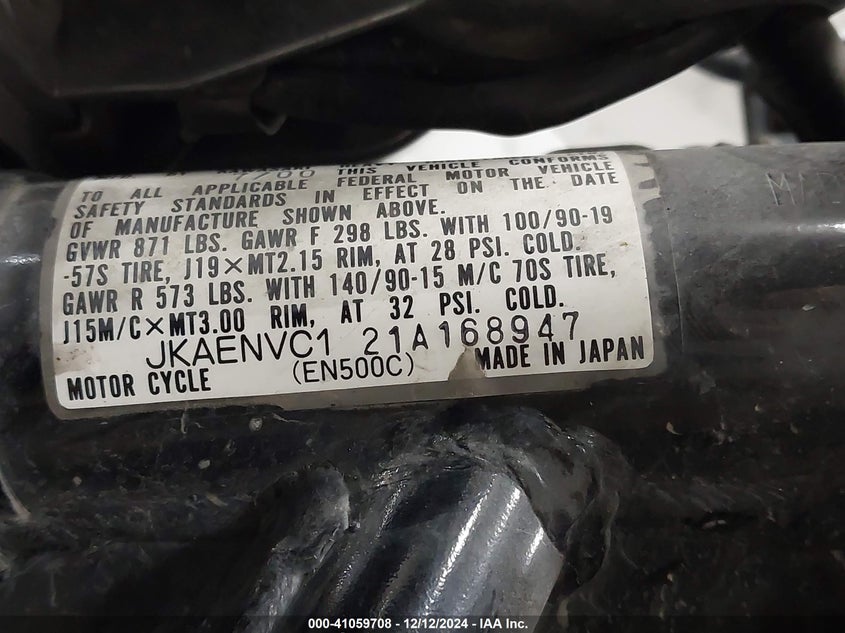 THIS VEHICLE CONFORMS
TO ALL APPLICABLE FEDERAL MOTOR VEHICLE
SAFETY STANDARDS IN EFFECT ON THE DATE
OF MANUFACTURE SHOWN ABOVE.
GVWR 871 LBS. GAWR F 298 LBS. WITH 100/90-19
-57S TIRE, J19×MT2.15 RIM, AT 28 PSI. COLD.
GAWR R 573 LBS. WITH 140/90-15 M/C 70S TIRE,
J15M/C×MT3.00 RIM, AT 32 PSI. COLD.
JKAENVC1 21A168947
MOTOR CYCLE (EN500C) MADE IN JAPAN
000-41059708 - 12/12/2024 - IAA Inc.